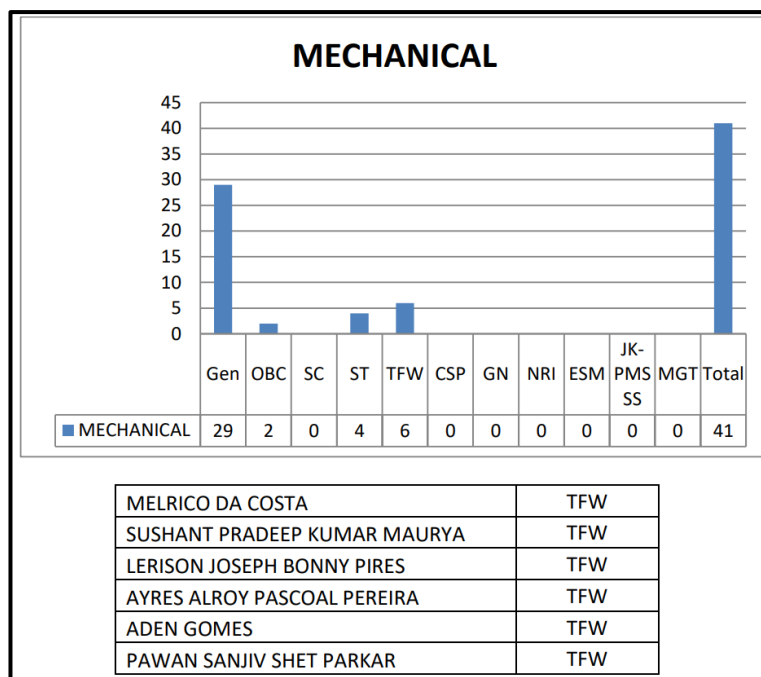 MECHANICAL
45
40
35
30
25
20
15
10
5
0
Gen OBC SC ST TFW CSP GN NRI ESM JK-PMS SS MGT Total
MECHANICAL 29 2 0 4 6 0 0 0 0 0 0 41
MELRICO DA COSTA TFW
SUSHANT PRADEEP KUMAR MAURYA TFW
LERISON JOSEPH BONNY PIRES TFW
AYRES ALROY PASCOAL PEREIRA TFW
ADEN GOMES TFW
PAWAN SANJIV SHET PARKAR TFW